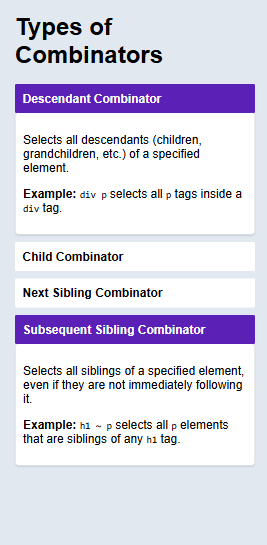 Types of
Combinators
Descendant Combinator
Selects all descendants (children,
grandchildren, etc.) of a specified
element.
Example: div p selects all p tags inside a
div tag.
Child Combinator
Next Sibling Combinator
Subsequent Sibling Combinator
Selects all siblings of a specified element,
even if they are not immediately following
it.
Example: h1 ~ p selects all p elements
that are siblings of any h1 tag.